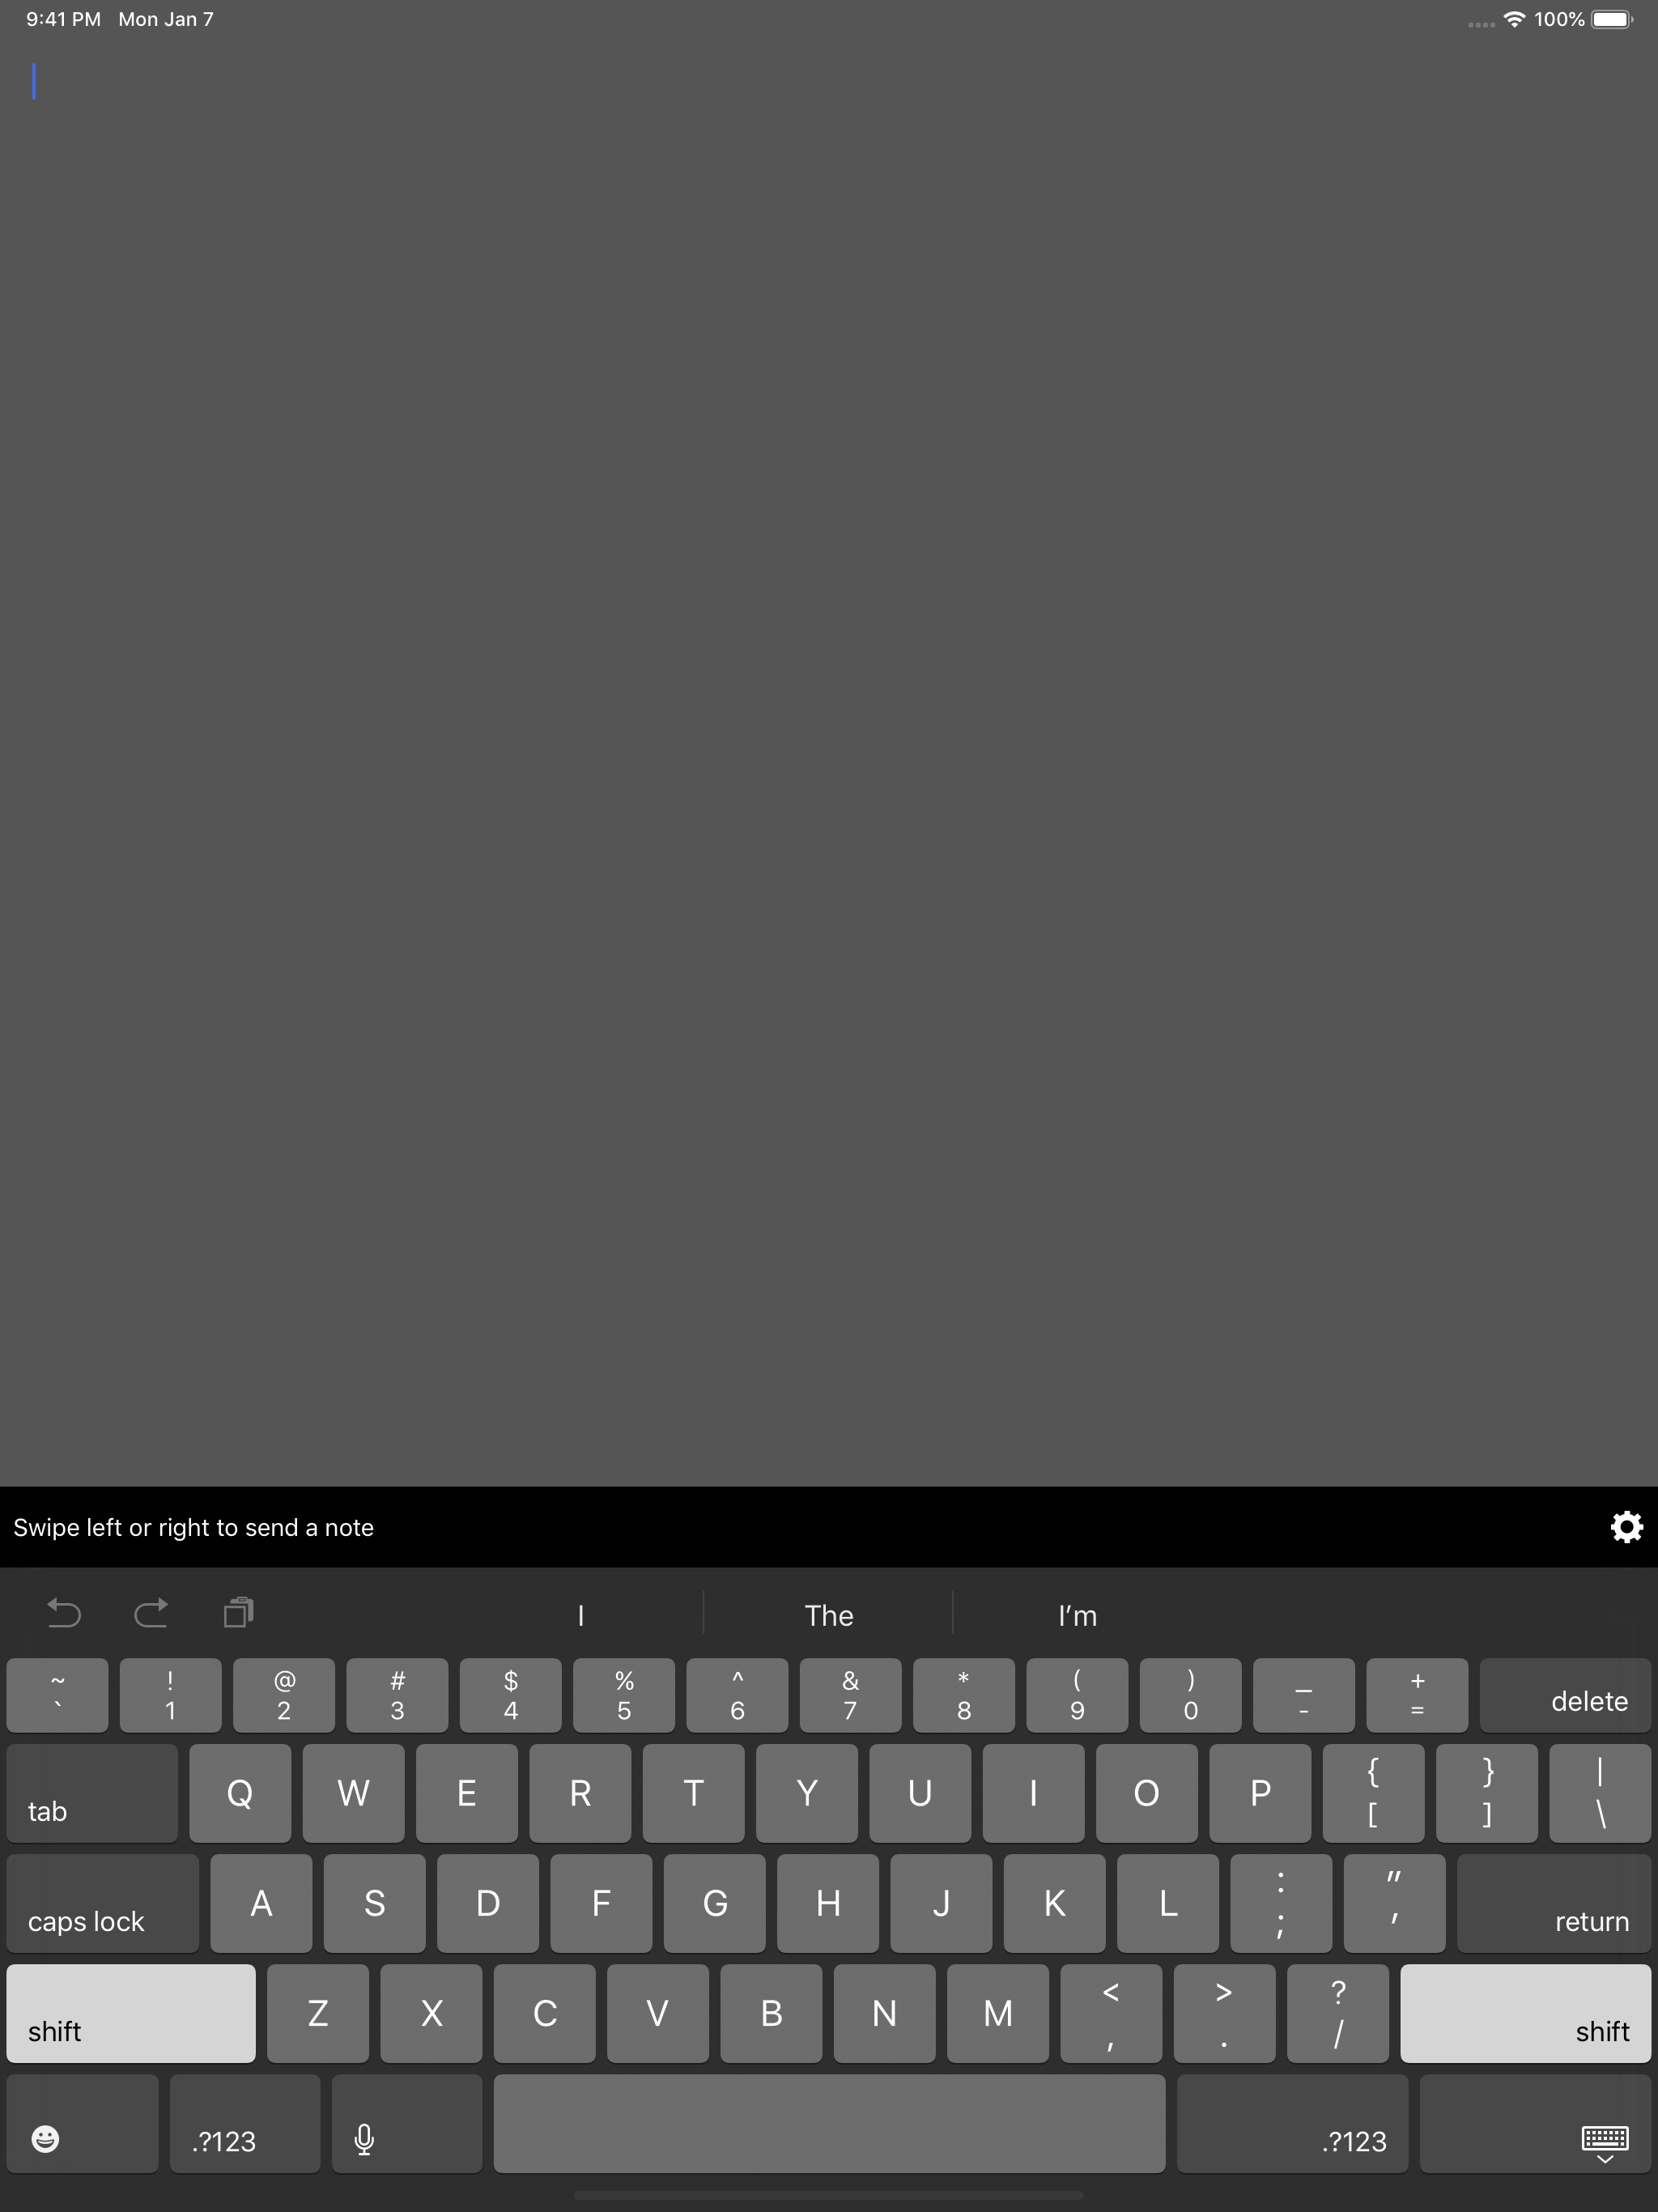 9:41 PM Mon Jan 7 100%
Swipe left or right to send a note
I The I’m
~ ! @ # $ % ^ & * ( ) _ +
` 1 2 3 4 5 6 7 8 9 0 - = delete
tab Q W E R T Y U I O P { [ } ] | \
caps lock A S D F G H J K L : ; " ' return
shift Z X C V B N M < , > . ? / shift
.?123 .?123